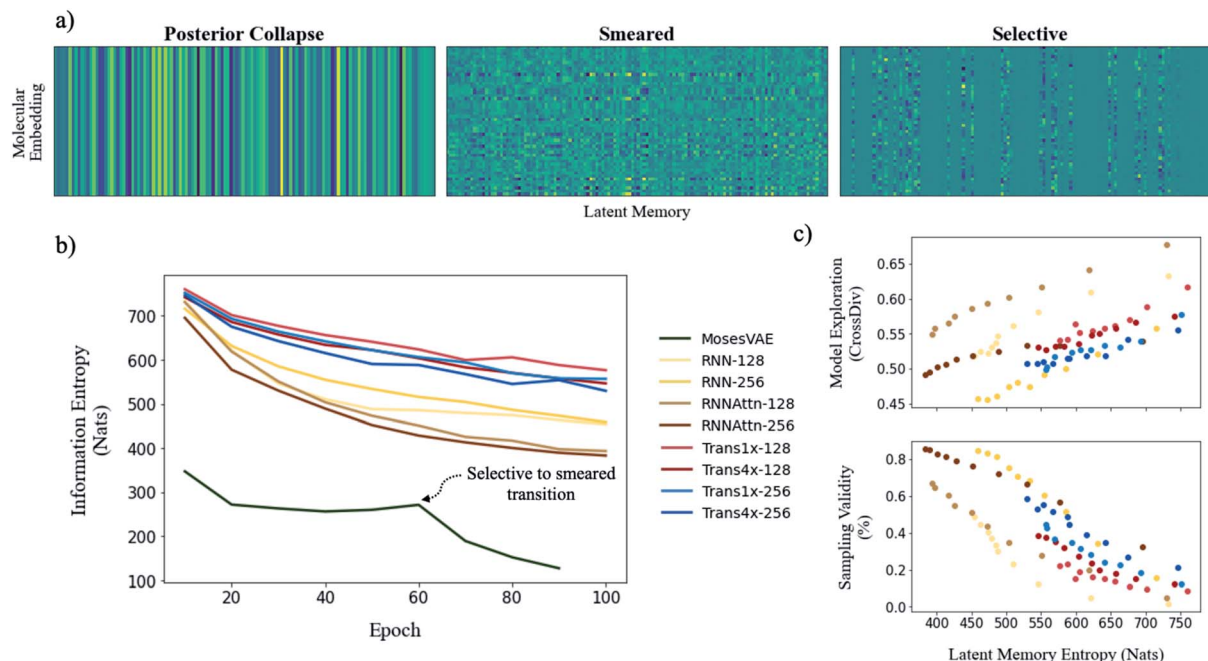 a)
Posterior Collapse
Smeared
Selective
Molecular
Embedding
Latent Memory
b)
Information Entropy
(Nats)
700
600
500
400
300
200
100
20
40
60
80
100
Epoch
Selective to smeared
transition
MosesVAE
RNN-128
RNN-256
RNNAttn-128
RNNAttn-256
Trans1x-128
Trans4x-128
Trans1x-256
Trans4x-256
c)
Model Exploration
(CrossDiv)
0.65
0.60
0.55
0.50
0.45
Sampling Validity
(%)
0.8
0.6
0.4
0.2
0.0
400
450
500
550
600
650
700
750
Latent Memory Entropy (Nats)